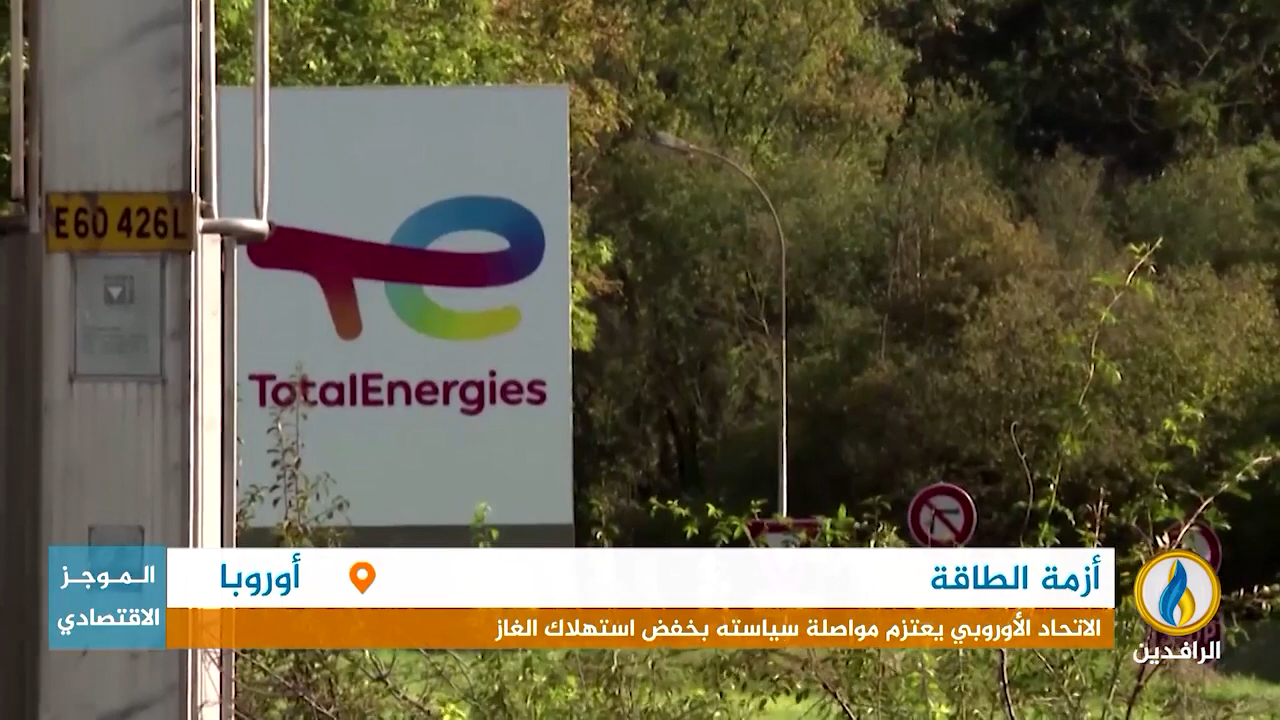 E60 426L
TotalEnergies
أزمة الطاقة
أوروبا
الاتحاد الأوروبي يعتزم مواصلة سياسته بخفض استهلاك الغاز
الموجز
الاقتصادي
الرافدين